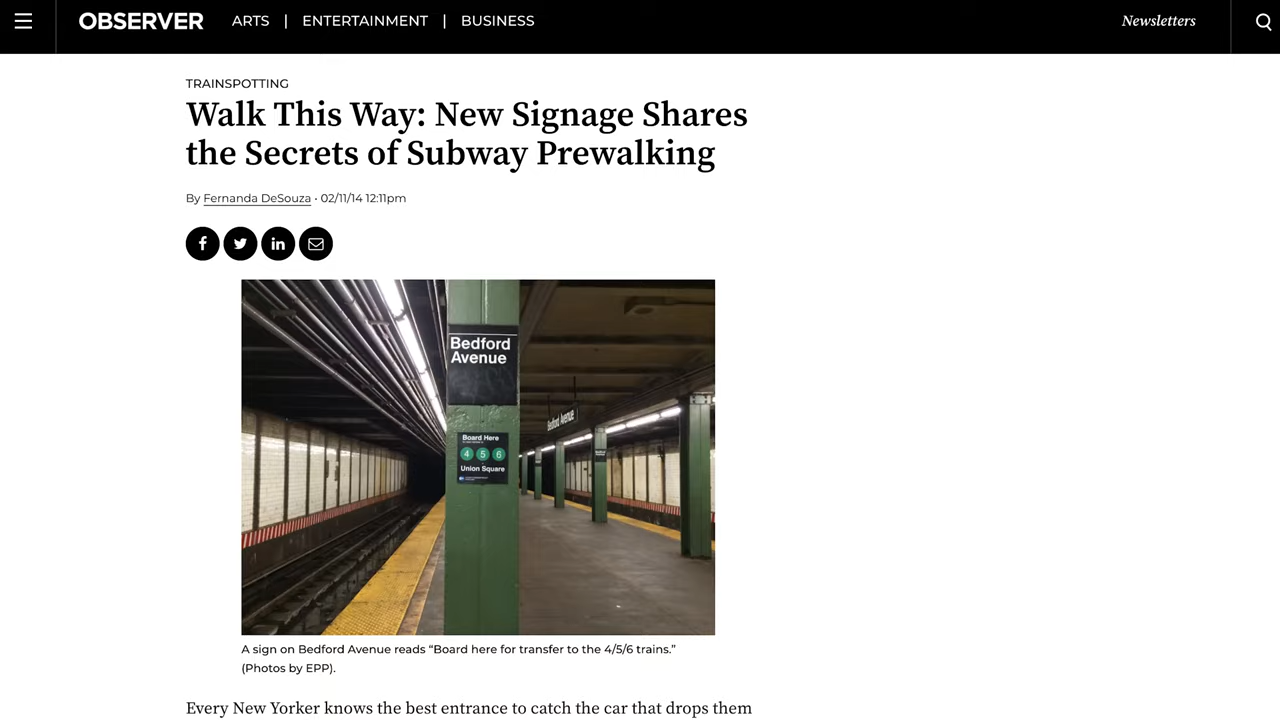 OBSERVER ARTS | ENTERTAINMENT | BUSINESS Newsletters
TRAINSPOTTING
Walk This Way: New Signage Shares
the Secrets of Subway Prewalking
By Fernanda DeSouza • 02/11/14 12:11pm
Bedford
Avenue
Bedford Avenue
Board Here
4 5 6
Union Square
A sign on Bedford Avenue reads “Board here for transfer to the 4/5/6 trains.”
(Photos by EPP).
Every New Yorker knows the best entrance to catch the car that drops them